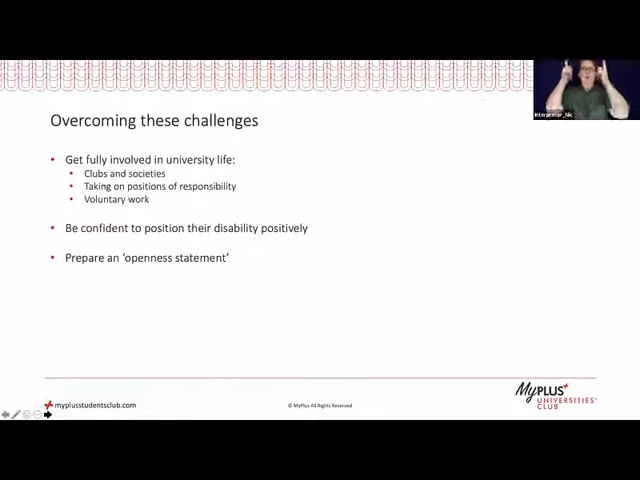 Interpreter_Nic
Overcoming these challenges
• Get fully involved in university life:
• Clubs and societies
• Taking on positions of responsibility
• Voluntary work
• Be confident to position their disability positively
• Prepare an ‘openness statement’
myplusstudentsclub.com
© MyPlus All Rights Reserved
MyPLUS+
UNIVERSITIES'
CLUB